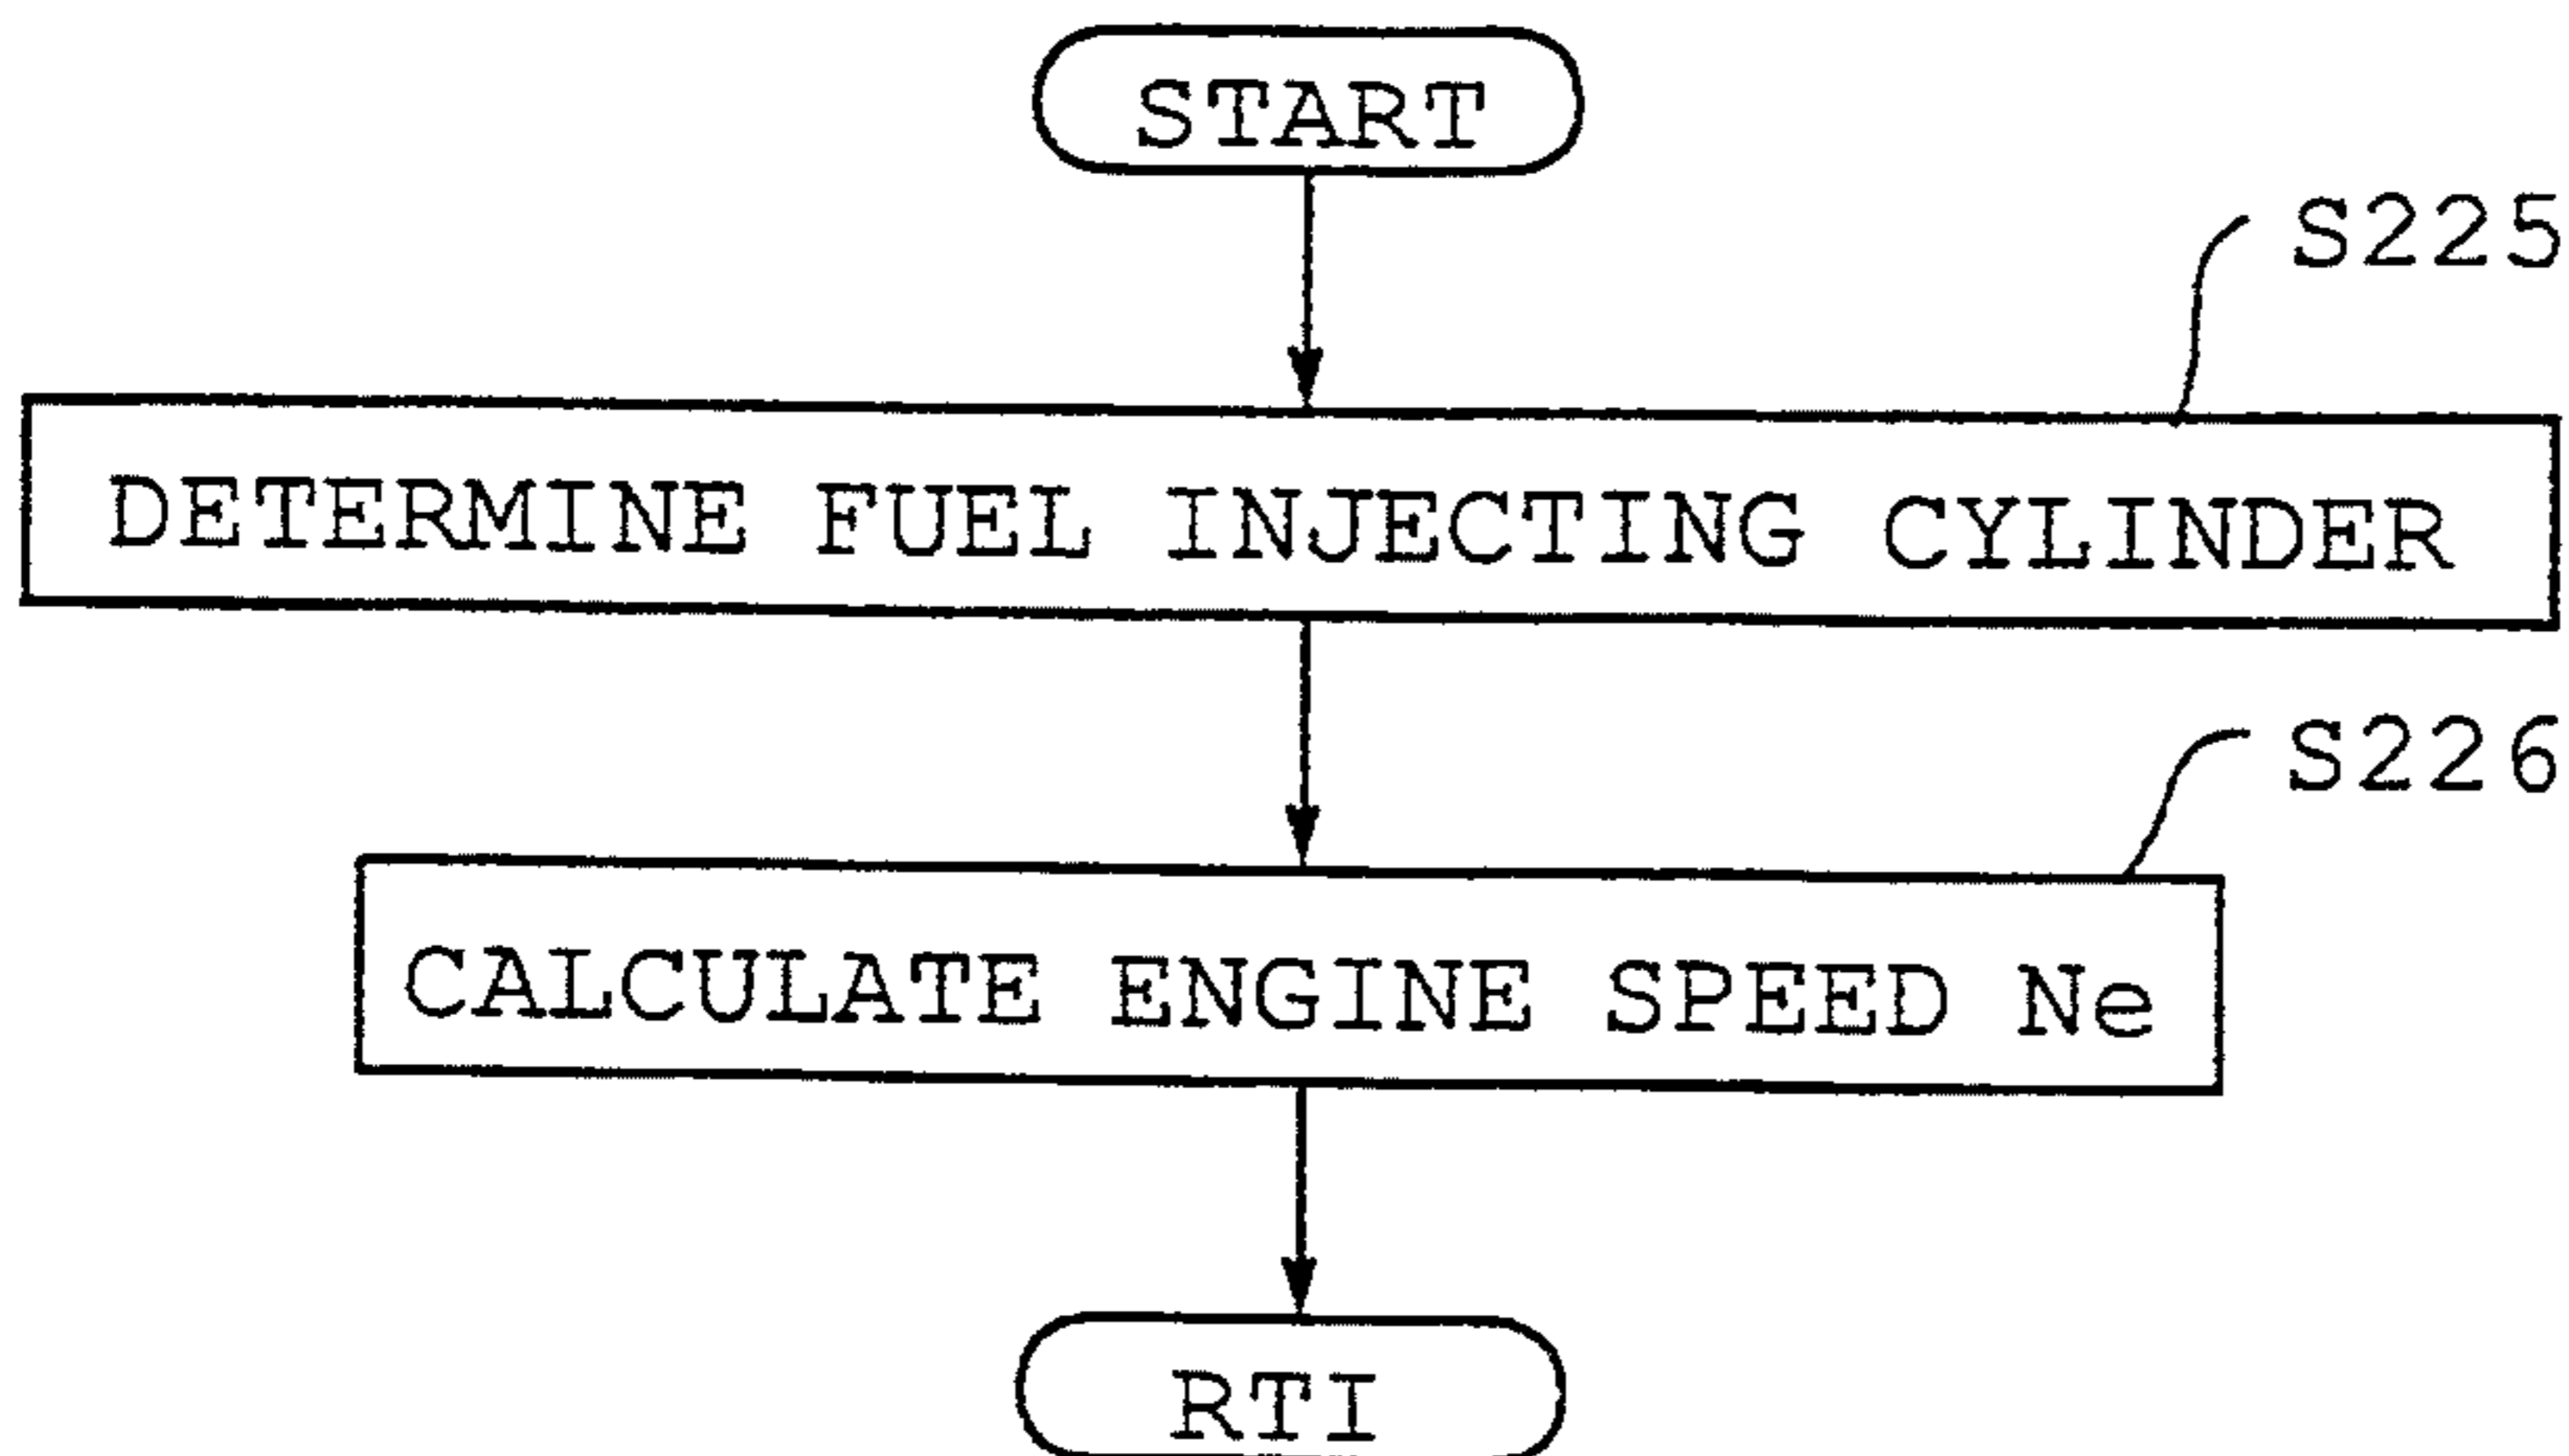 START
S225
DETERMINE FUEL INJECTING CYLINDER
S226
CALCULATE ENGINE SPEED Ne
RTI